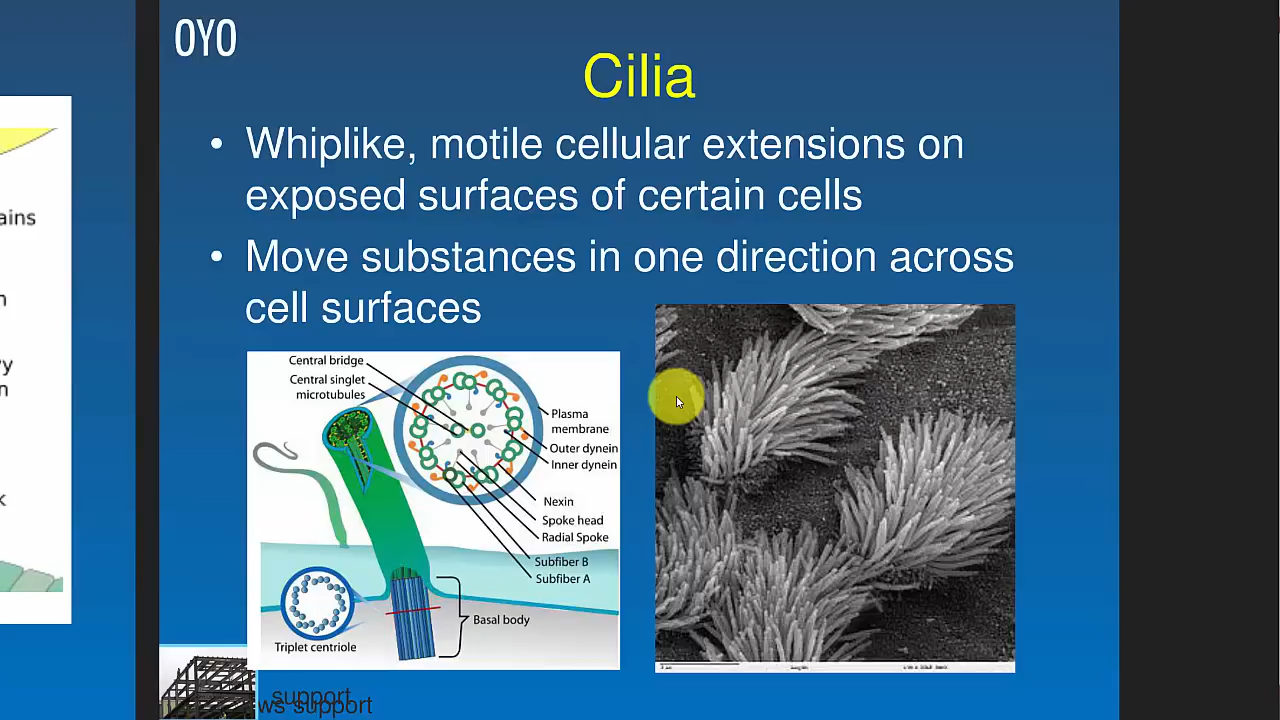 OYO
Cilia
• Whiplike, motile cellular extensions on
exposed surfaces of certain cells
• Move substances in one direction across
cell surfaces
Central bridge
Central singlet
microtubules
Plasma
membrane
Outer dynein
Inner dynein
Nexin
Spoke head
Radial Spoke
Subfiber B
Subfiber A
Basal body
Triplet centriole
support
ws support
ains
n
y
n
k